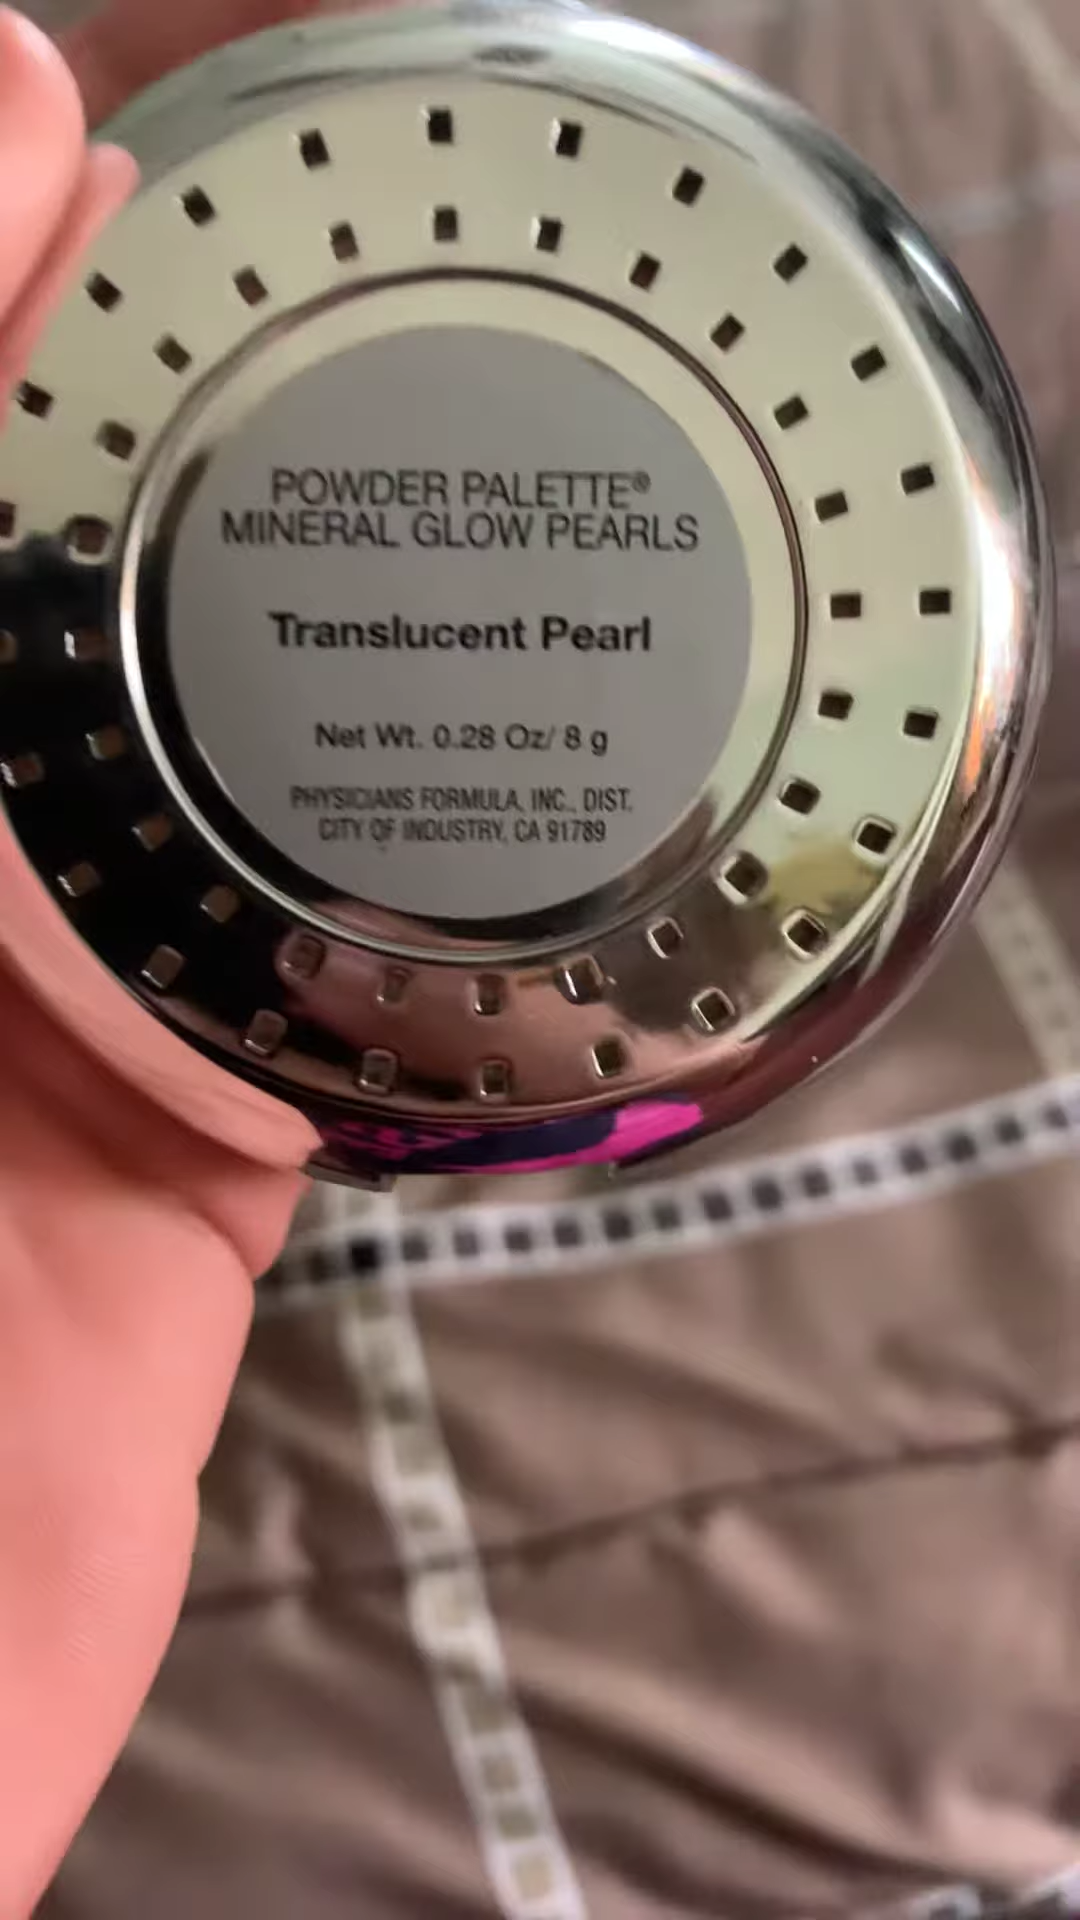 POWDER PALETTE®
MINERAL GLOW PEARLS
Translucent Pearl
Net Wt. 0.28 Oz/ 8 g
PHYSICIANS FORMULA, INC., DIST.
CITY OF INDUSTRY, CA 91789